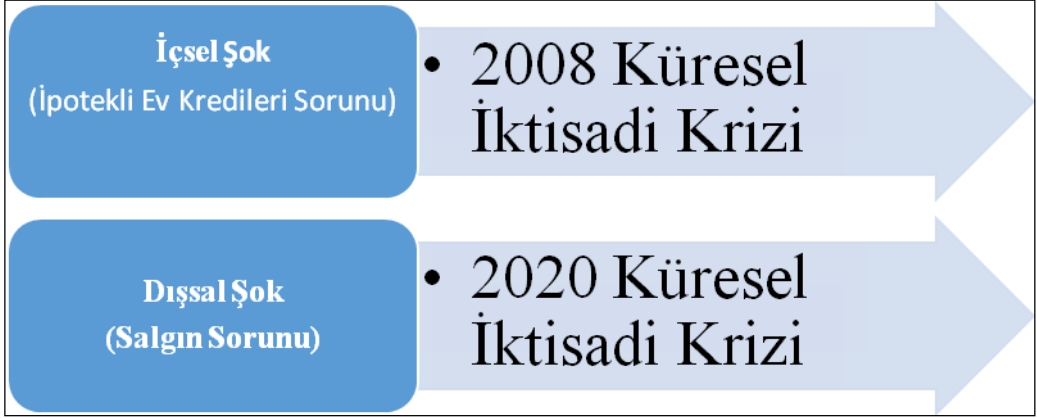 İçsel Şok
(İpotekli Ev Kredileri Sorunu)
• 2008 Küresel
İktisadi Krizi
Dışsal Şok
(Salgın Sorunu)
• 2020 Küresel
İktisadi Krizi